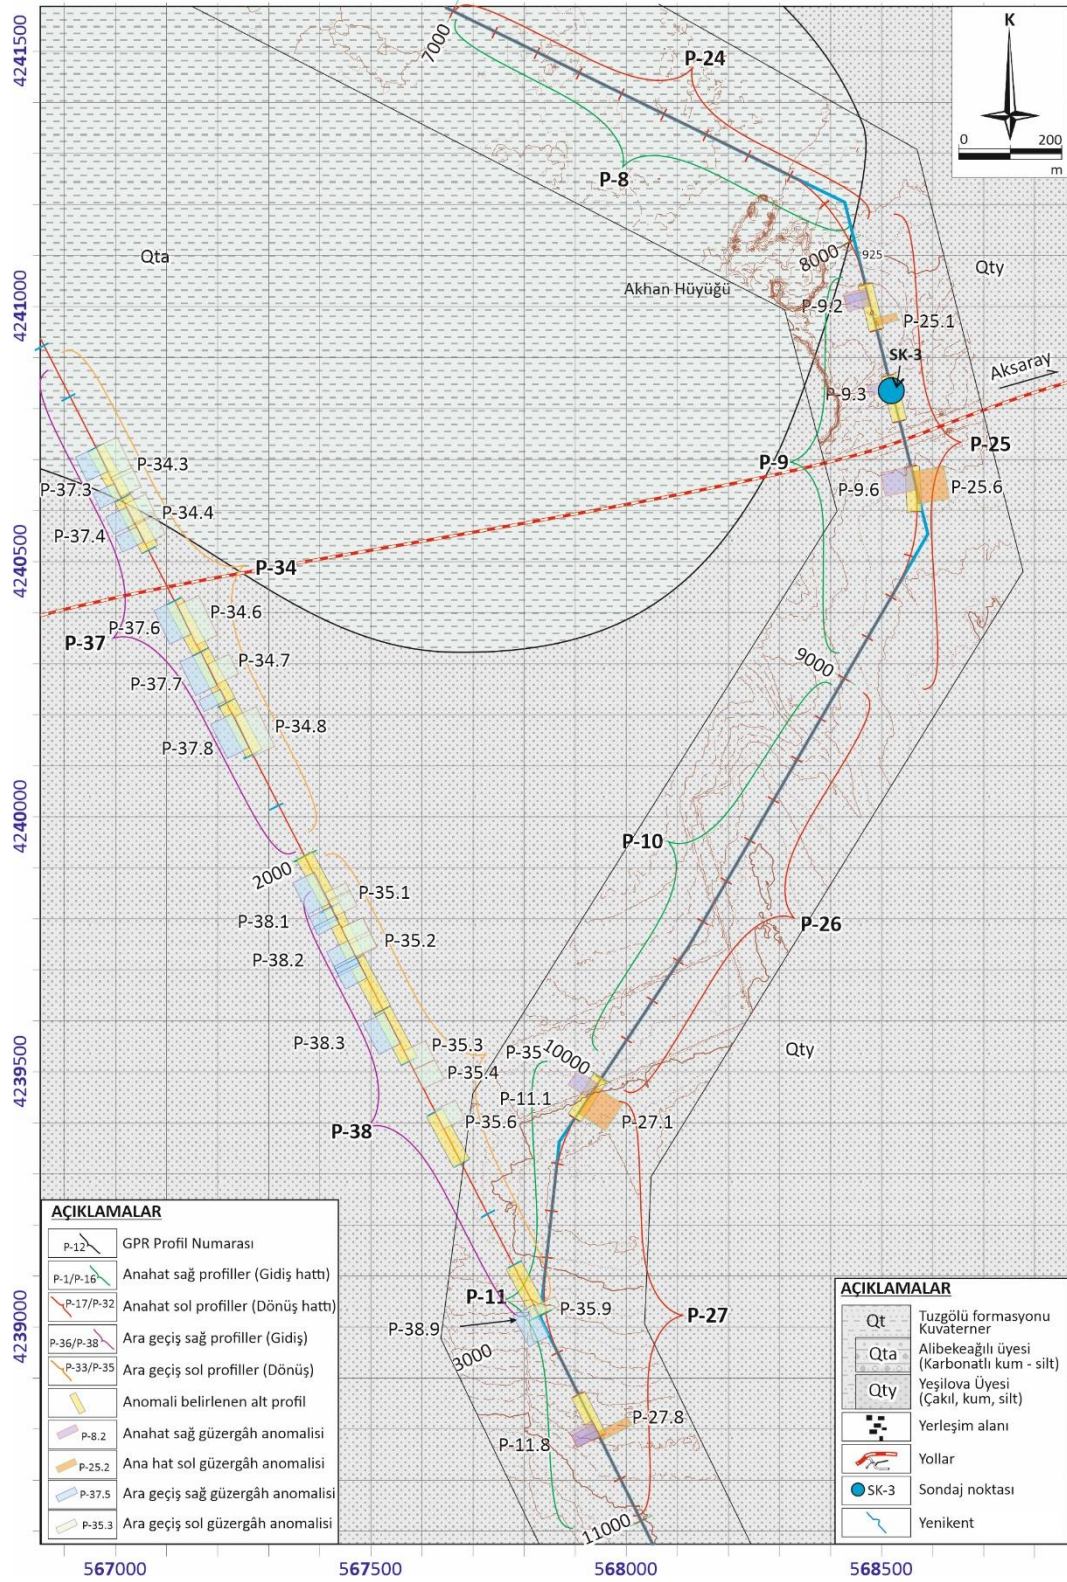 4241500
4241000
4240500
4240000
4239500
4239000
7000
P-24
P-8
K
0 200
m
Qta
8000
925
Qty
Akhan Hüyüğü
P-9.2
P-25.1
SK-3
Aksaray
P-9.3
P-9
P-25
P-34.3
P-37.3
P-9.6
P-25.6
P-34.4
P-37.4
P-34
P-34.6
P-37.6
P-37
P-34.7
9000
P-37.7
P-34.8
P-37.8
P-10
2000
P-35.1
P-38.1
P-26
P-35.2
P-38.2
P-38.3
P-35.3
P-35
10000
Qty
P-35.4
P-11.1
P-35.6
P-27.1
P-38
P-11
P-35.9
P-27
P-38.9
3000
P-27.8
P-11.8
11000
AÇIKLAMALAR
P-12 GPR Profil Numarası
P-1/P-16 Anahat sağ profiller (Gidiş hattı)
P-17/P-32 Anahat sol profiller (Dönüş hattı)
P-36/P-38 Ara geçiş sağ profiller (Gidiş)
P-33/P-35 Ara geçiş sol profiller (Dönüş)
Anomali belirlenen alt profil
P-8.2 Anahat sağ güzergâh anomalisi
P-25.2 Ana hat sol güzergâh anomalisi
P-37.5 Ara geçiş sağ güzergâh anomalisi
P-35.3 Ara geçiş sol güzergâh anomalisi
AÇIKLAMALAR
Qt Tuzgölü formasyonu
Kuvaterner
Qta Alibekeağılı üyesi
(Karbonatlı kum - silt)
Qty Yeşilova Üyesi
(Çakıl, kum, silt)
Yerleşim alanı
Yollar
SK-3 Sondaj noktası
Yenikent
567000
567500
568000
568500